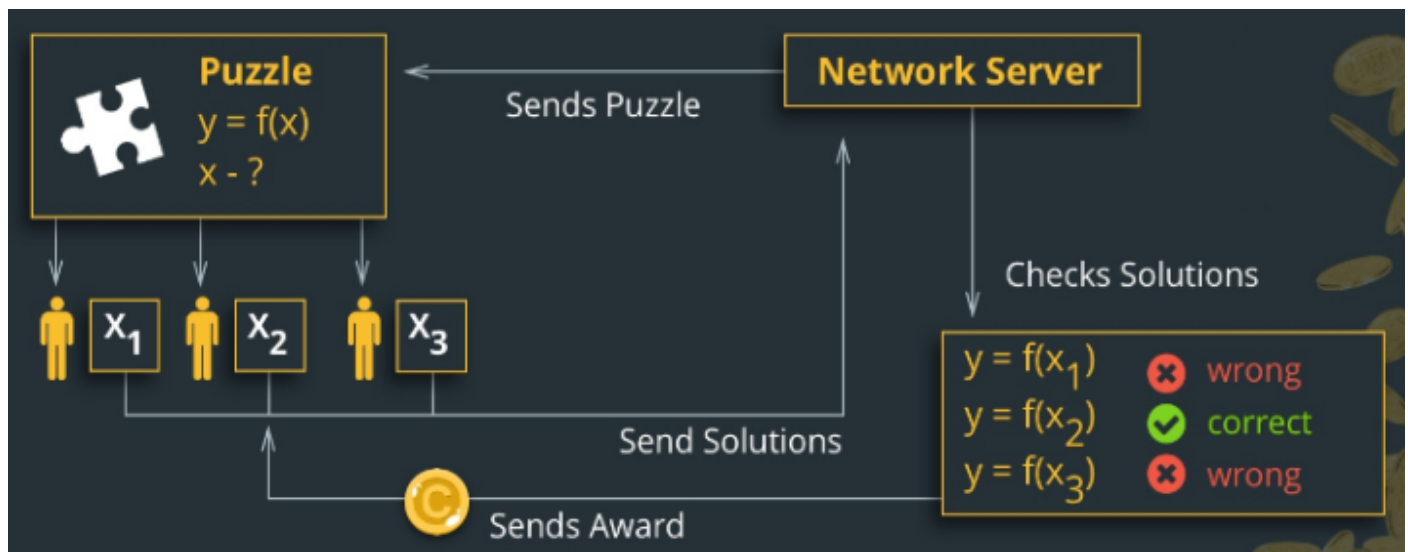 Puzzle
y = f(x)
x - ?
Network Server
Sends Puzzle
Checks Solutions
X₁
X₂
X₃
Send Solutions
y = f(x₁) wrong
y = f(x₂) correct
y = f(x₃) wrong
C
Sends Award